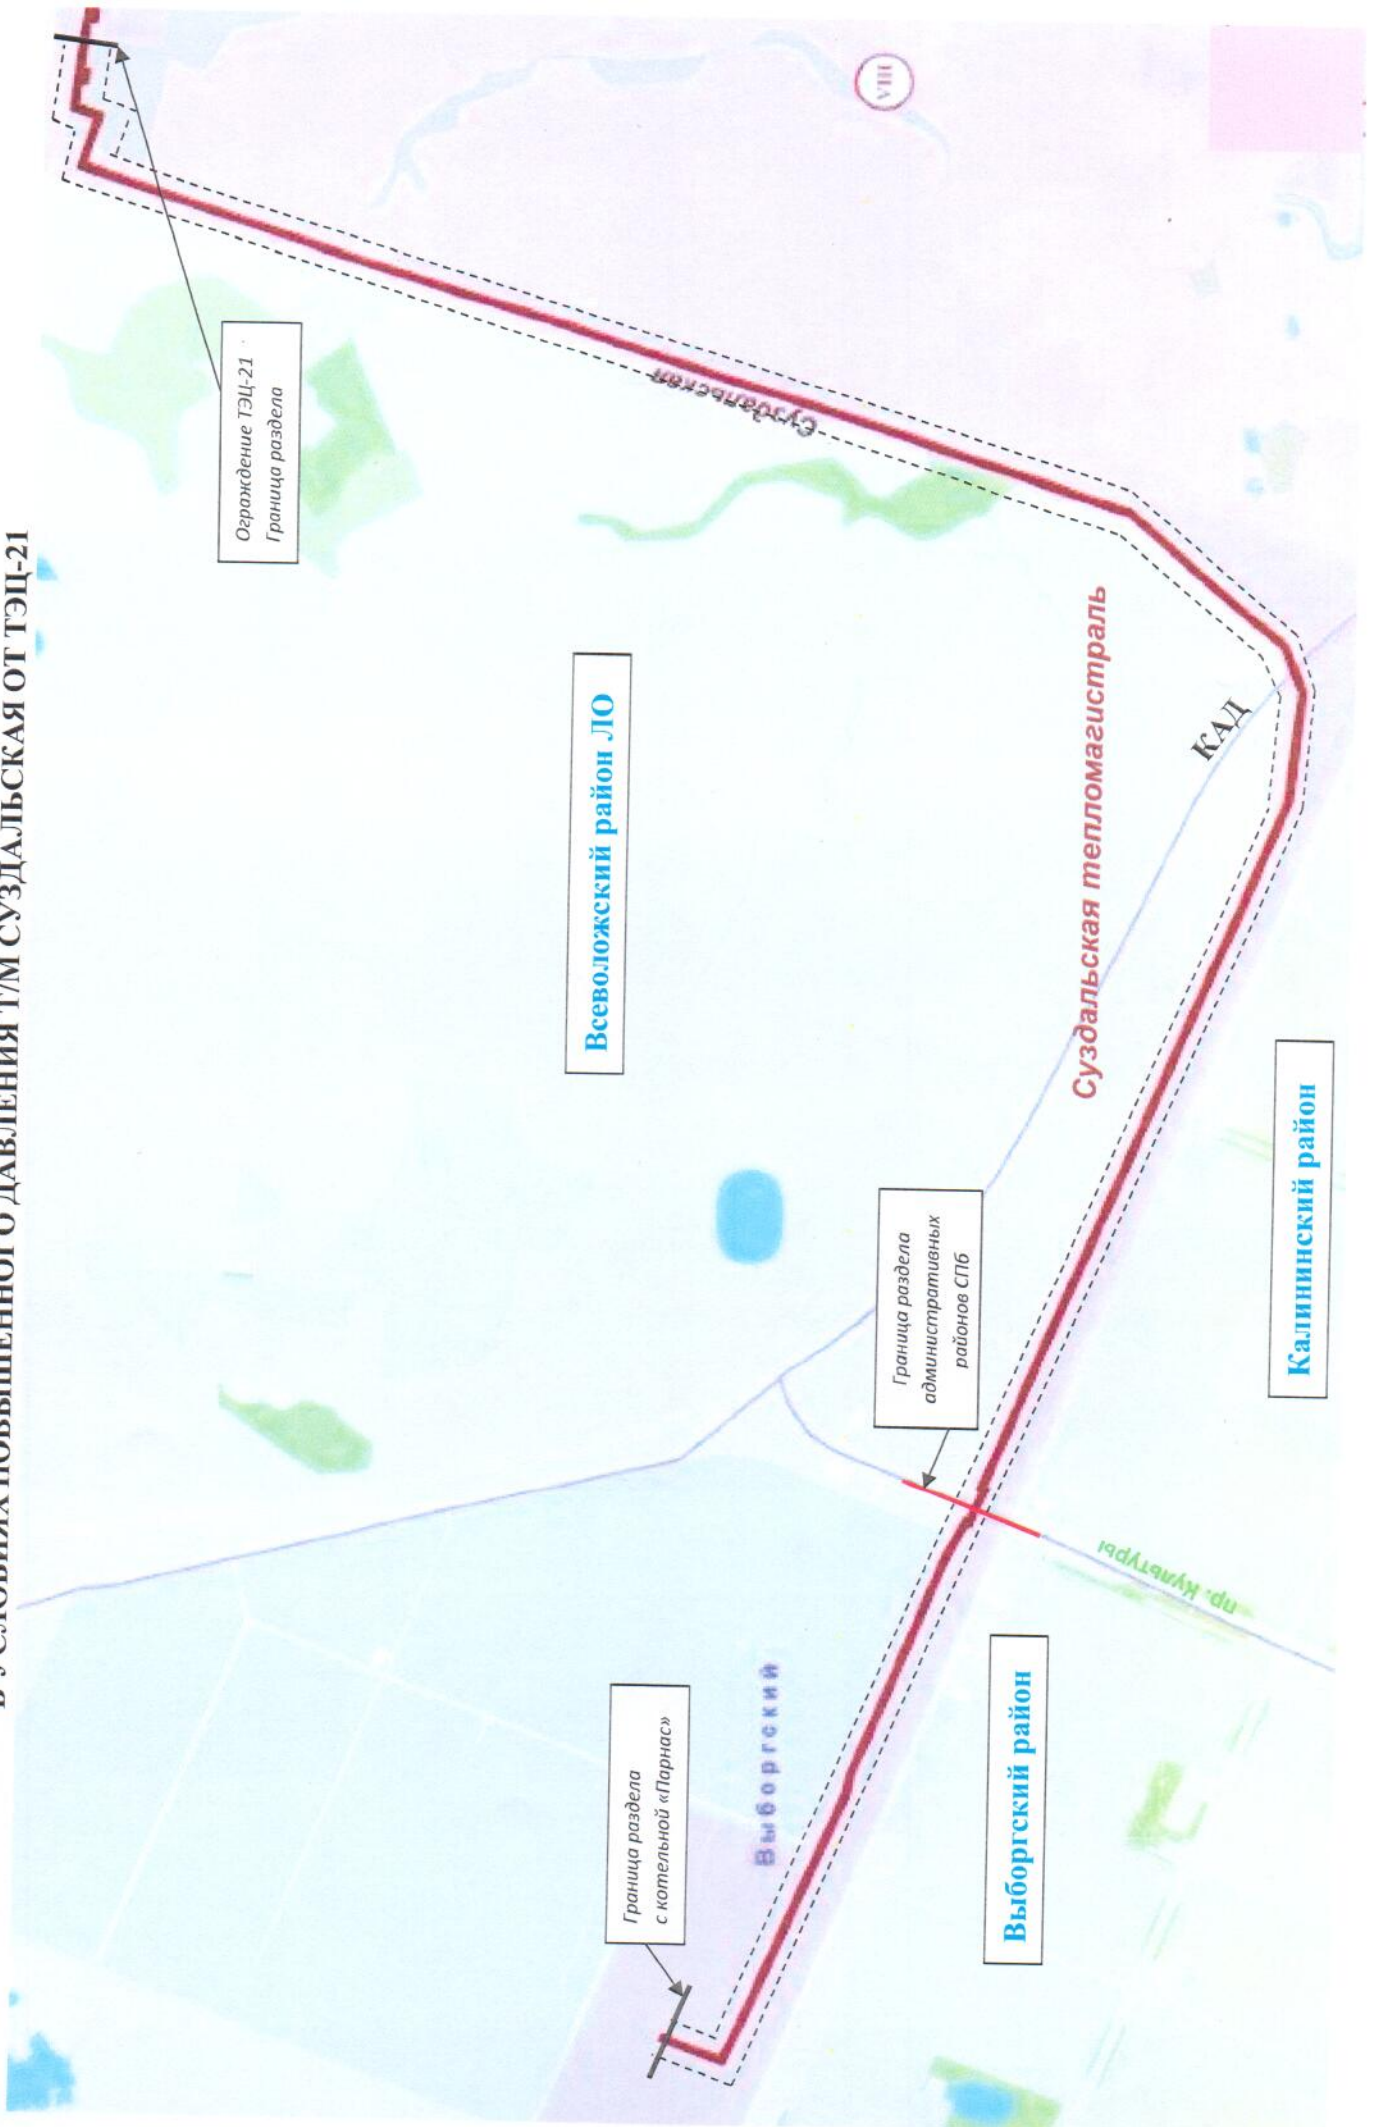 В УСЛОВИЯХ ПОВЫШЕННОГО ДАВЛЕНИЯ Т/М СУЗДАЛЬСКАЯ ОТ ТЭЦ-21
Ограждение ТЭЦ-21
Граница раздела
VIII
Суздальская
Всеволожский район ЛО
КАД
Суздальская тепломагистраль
Граница раздела
административных
районов СПб
Калининский район
пр. Культуры
Граница раздела
с котельной «Парнас»
Выборгский
Выборгский район